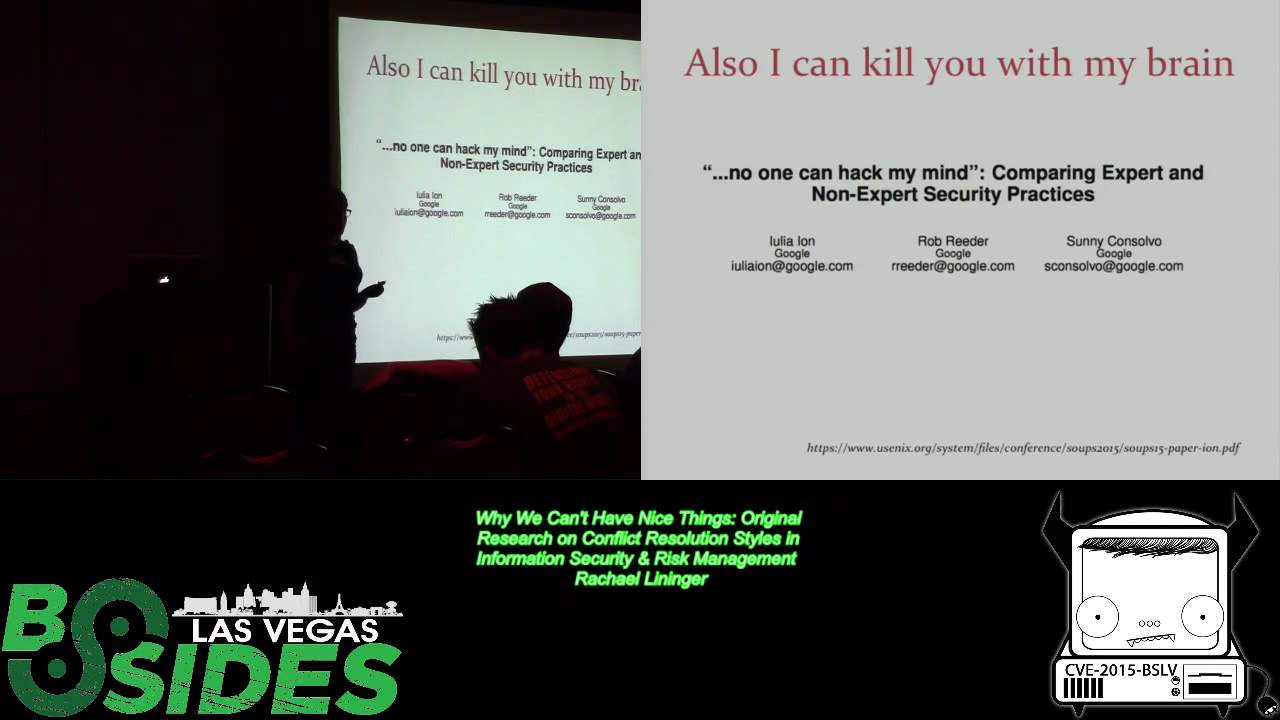 Also I can kill you with my bra
“...no one can hack my mind”: Comparing Expert an
Non-Expert Security Practices
Iulia Ion
Google
iuliaion@google.com
Rob Reeder
Google
rreeder@google.com
Sunny Consolvo
Google
sconsolvo@google.com
Also I can kill you with my brain
“...no one can hack my mind”: Comparing Expert and
Non-Expert Security Practices
Iulia Ion
Google
iuliaion@google.com
Rob Reeder
Google
rreeder@google.com
Sunny Consolvo
Google
sconsolvo@google.com
https://www.usenix.org/system/files/conference/soups2015/soups15-paper-ion.pdf
Why We Can't Have Nice Things: Original
Research on Conflict Resolution Styles in
Information Security & Risk Management
Rachael Lininger
BSIDES
LAS VEGAS
CVE-2015-BSLV